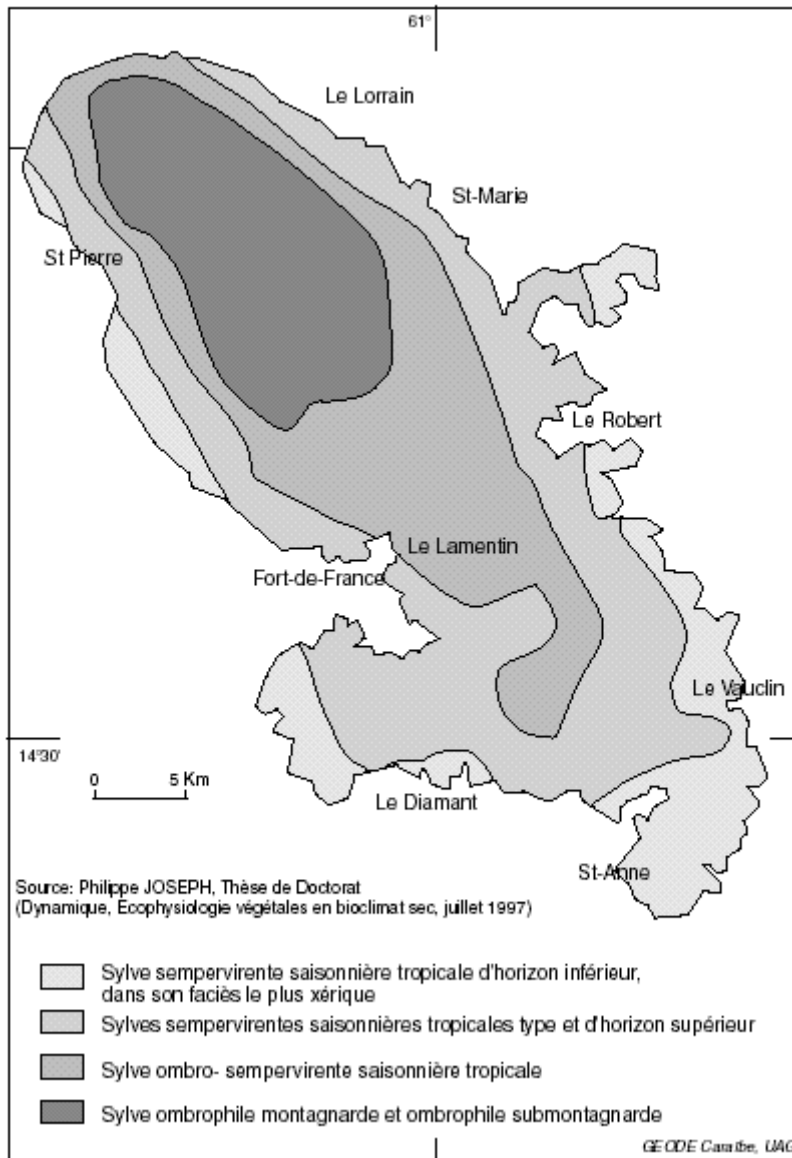 61°
Le Lorrain
St-Marie
St Pierre
Le Robert
Le Lamentin
Fort-de-France
Le Vauclin
14°30'
0 5 Km
Le Diamant
St-Anne
Source: Philippe JOSEPH, Thèse de Doctorat
(Dynamique, Ecophysiologie végétales en bioclimat sec, juillet 1997)
Sylve sempervirente saisonnière tropicale d'horizon inférieur,
dans son faciès le plus xérique
Sylves sempervirentes saisonnières tropicales type et d'horizon supérieur
Sylve ombro- sempervirente saisonnière tropicale
Sylve ombrophile montagnarde et ombrophile submontagnarde
GEODE Caraïbe, UAG